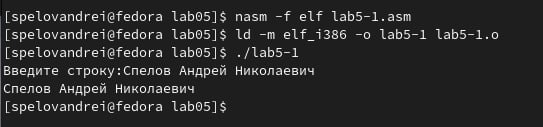 [spelovandrei@fedora lab05]$ nasm -f elf lab5-1.asm
[spelovandrei@fedora lab05]$ ld -m elf_i386 -o lab5-1 lab5-1.o
[spelovandrei@fedora lab05]$ ./lab5-1
Введите строку:Спелов Андрей Николаевич
Спелов Андрей Николаевич
[spelovandrei@fedora lab05]$